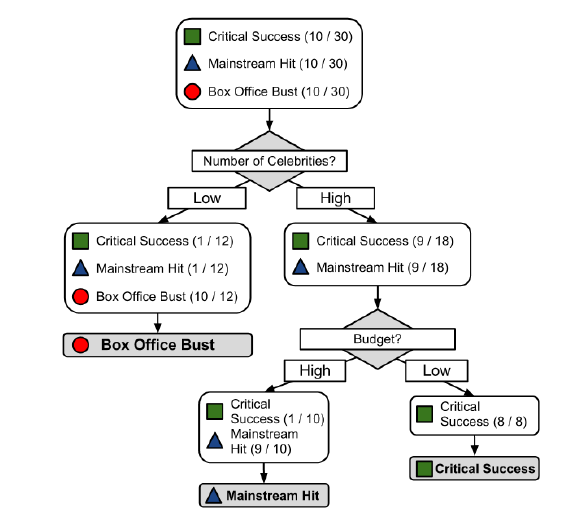 Critical Success (10 / 30)
Mainstream Hit (10 / 30)
Box Office Bust (10 / 30)
Number of Celebrities?
Low
High
Critical Success (1 / 12)
Mainstream Hit (1 / 12)
Box Office Bust (10 / 12)
Box Office Bust
Critical Success (9 / 18)
Mainstream Hit (9 / 18)
Budget?
High
Low
Critical
Success (1 / 10)
Mainstream
Hit (9 / 10)
Mainstream Hit
Critical
Success (8 / 8)
Critical Success